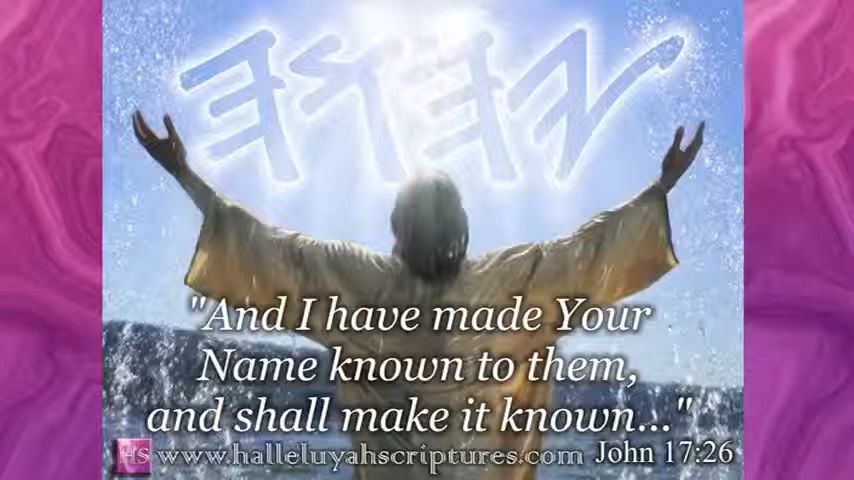 𐤉𐤄𐤅𐤄
"And I have made Your
Name known to them,
and shall make it known..."
HS www.halleluyahscriptures.com John 17:26